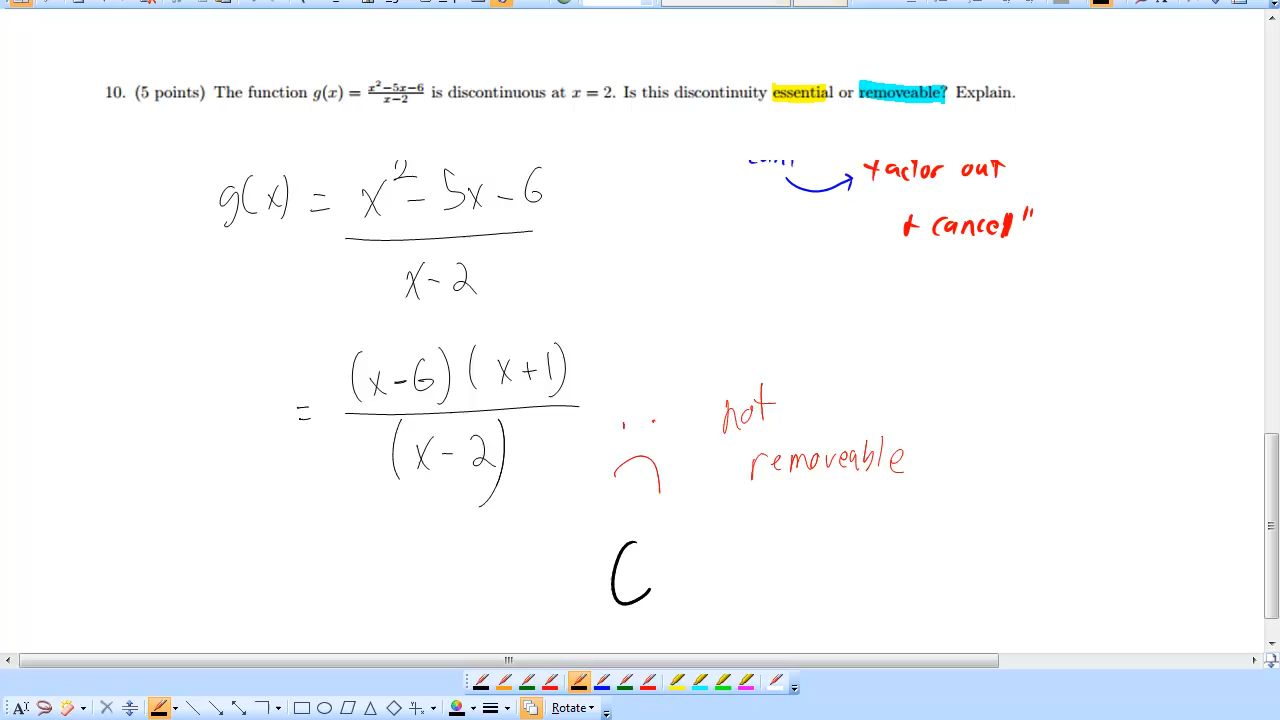 10. (5 points) The function g(x) = x²−5x−6 / x−2 is discontinuous at x = 2. Is this discontinuity essential or removeable? Explain.
g(x) = x² − 5x − 6
x − 2
factor out
+ cancel"
= (x−6)(x+1)
(x−2)
not
removeable
C
Rotate